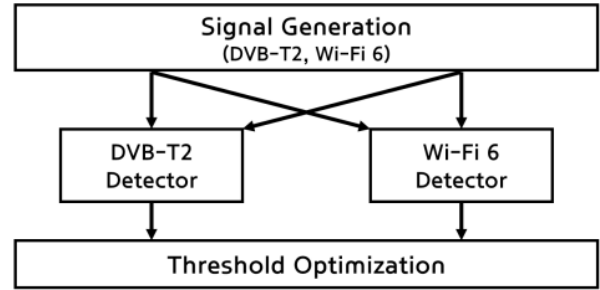 Signal Generation
(DVB-T2, Wi-Fi 6)
DVB-T2
Detector
Wi-Fi 6
Detector
Threshold Optimization